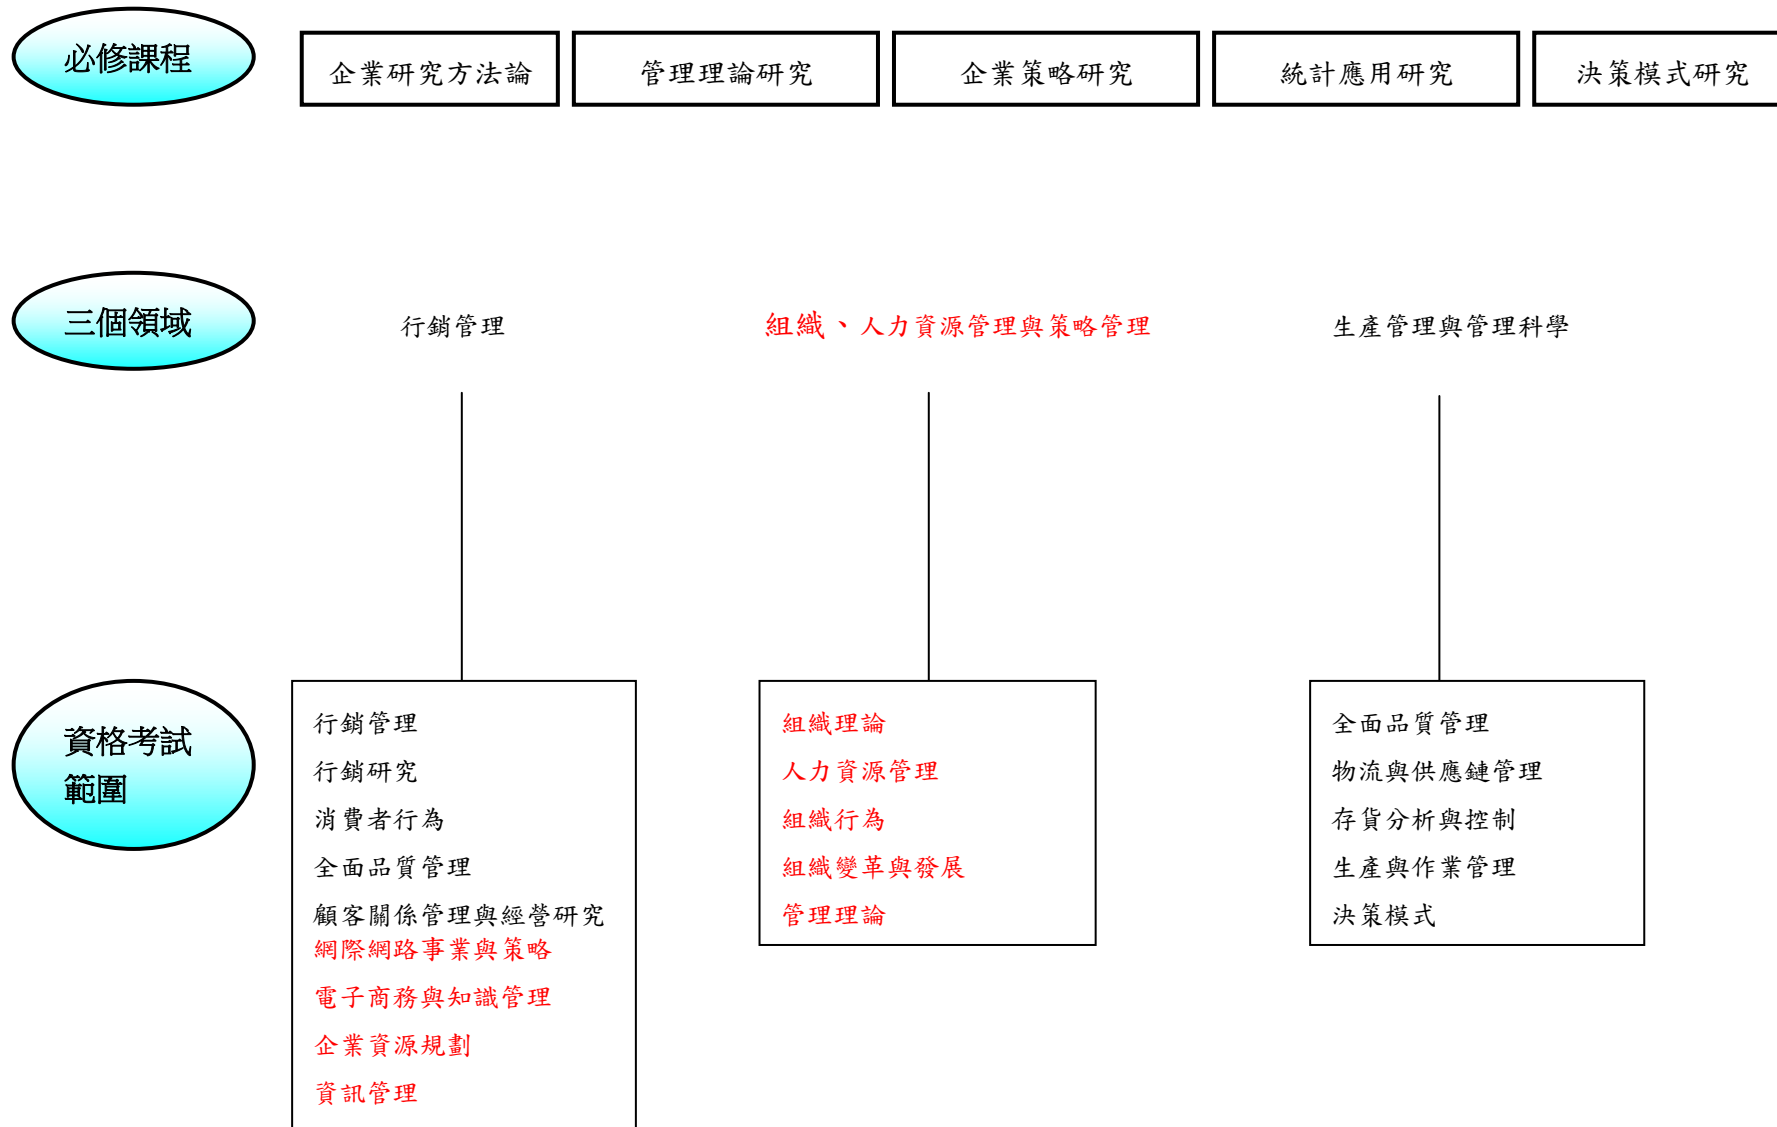 必修課程
企業研究方法論
管理理論研究
企業策略研究
統計應用研究
決策模式研究
三個領域
行銷管理
組織、人力資源管理與策略管理
生產管理與管理科學
資格考試
範圍
行銷管理
行銷研究
消費者行為
全面品質管理
顧客關係管理與經營研究
網際網路事業與策略
電子商務與知識管理
企業資源規劃
資訊管理
組織理論
人力資源管理
組織行為
組織變革與發展
管理理論
全面品質管理
物流與供應鏈管理
存貨分析與控制
生產與作業管理
決策模式